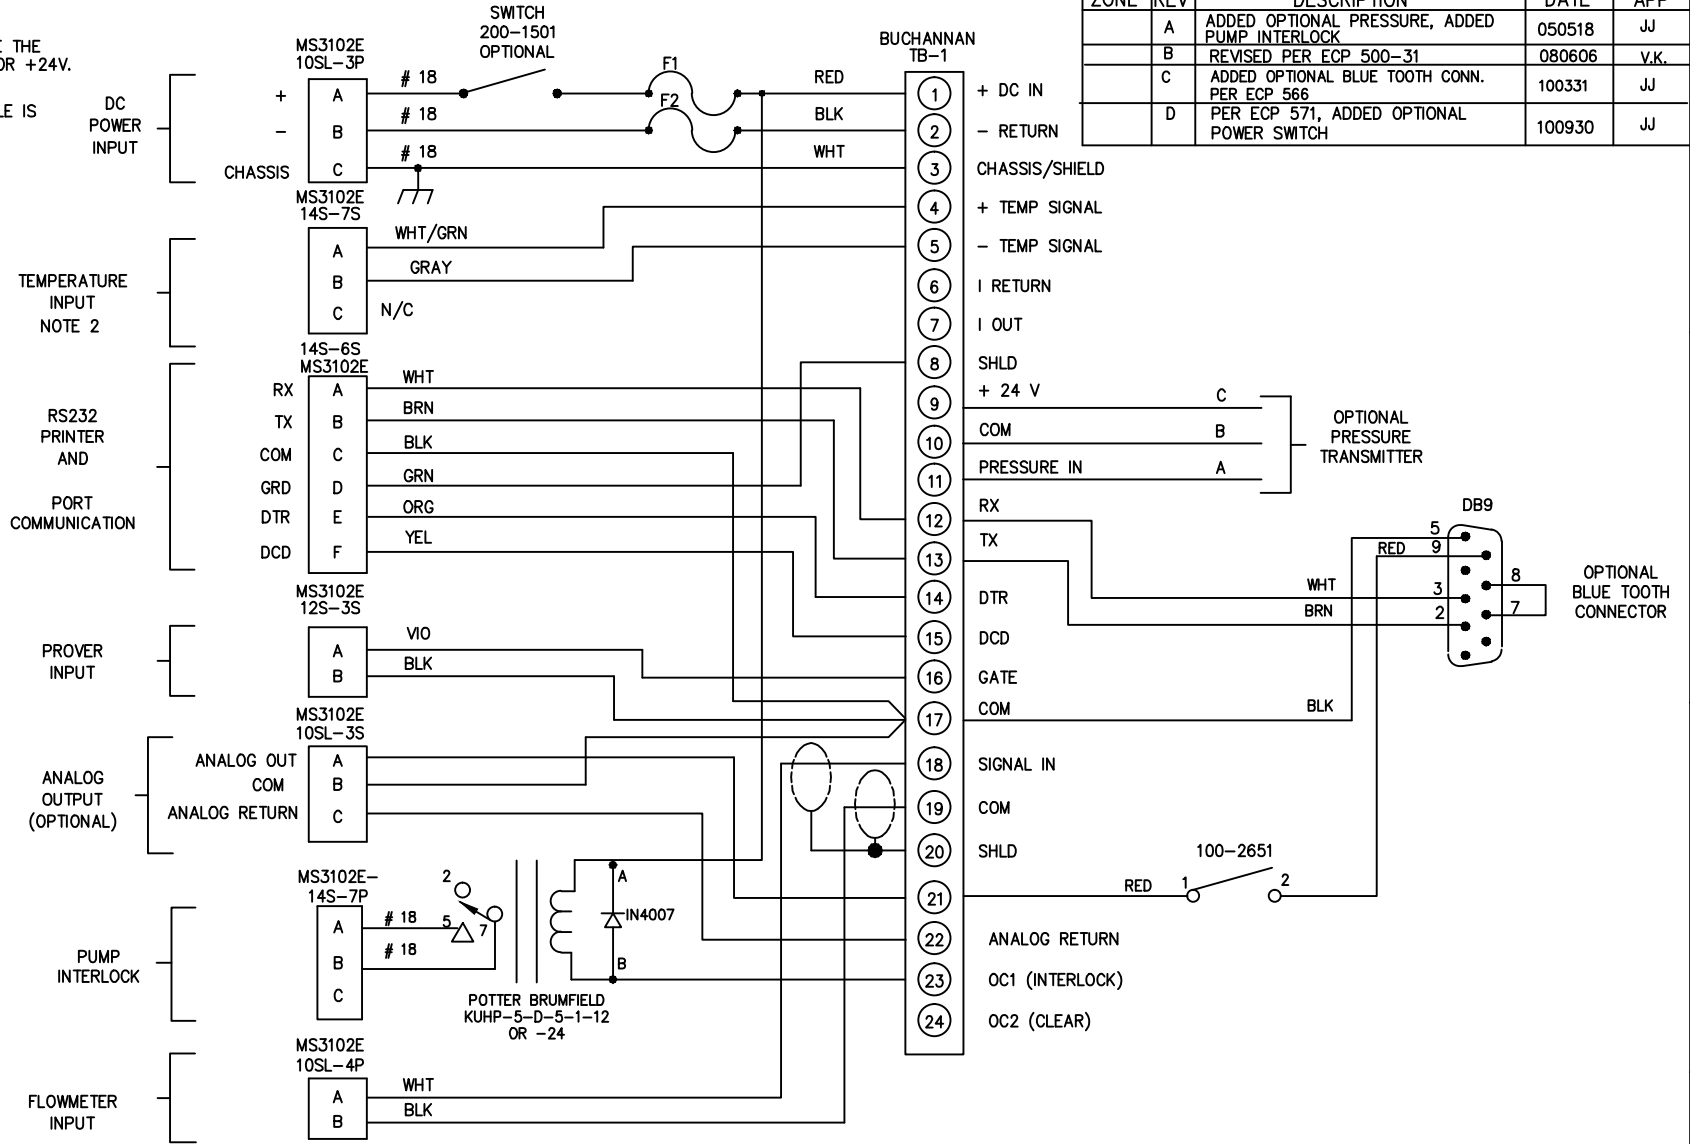 ZONE REV DESCRIPTION DATE APP
A ADDED OPTIONAL PRESSURE, ADDED PUMP INTERLOCK 050518 JJ
B REVISED PER ECP 500-31 080606 V.K.
C ADDED OPTIONAL BLUE TOOTH CONN. PER ECP 566 100331 JJ
D PER ECP 571, ADDED OPTIONAL POWER SWITCH 100930 JJ
THE
+24V.
IS
SWITCH
200-1501
OPTIONAL
MS3102E
10SL-3P
DC
POWER
INPUT
+ A # 18 F1 RED
- B # 18 F2 BLK
CHASSIS C # 18 WHT
MS3102E
14S-7S
TEMPERATURE
INPUT
NOTE 2
A WHT/GRN
B GRAY
C N/C
14S-6S
MS3102E
RS232
PRINTER
AND
PORT
COMMUNICATION
RX A WHT
TX B BRN
COM C BLK
GRD D GRN
DTR E ORG
DCD F YEL
MS3102E
12S-3S
PROVER
INPUT
A VIO
B BLK
MS3102E
10SL-3S
ANALOG
OUTPUT
(OPTIONAL)
ANALOG OUT A
COM B
ANALOG RETURN C
MS3102E-
14S-7P
PUMP
INTERLOCK
A # 18
B # 18
C
2
5
7
A
IN4007
B
POTTER BRUMFIELD
KUHP-5-D-5-1-12
OR -24
MS3102E
10SL-4P
FLOWMETER
INPUT
A WHT
B BLK
BUCHANNAN
TB-1
1 + DC IN
2 - RETURN
3 CHASSIS/SHIELD
4 + TEMP SIGNAL
5 - TEMP SIGNAL
6 I RETURN
7 I OUT
8 SHLD
9 + 24 V C
10 COM B
11 PRESSURE IN A
12 RX
13 TX
14 DTR
15 DCD
16 GATE
17 COM BLK
18 SIGNAL IN
19 COM
20 SHLD
21 RED 1 2
22 ANALOG RETURN
23 OC1 (INTERLOCK)
24 OC2 (CLEAR)
100-2651
OPTIONAL
PRESSURE
TRANSMITTER
DB9
5
RED 9
WHT 3
BRN 2
8
7
OPTIONAL
BLUE TOOTH
CONNECTOR